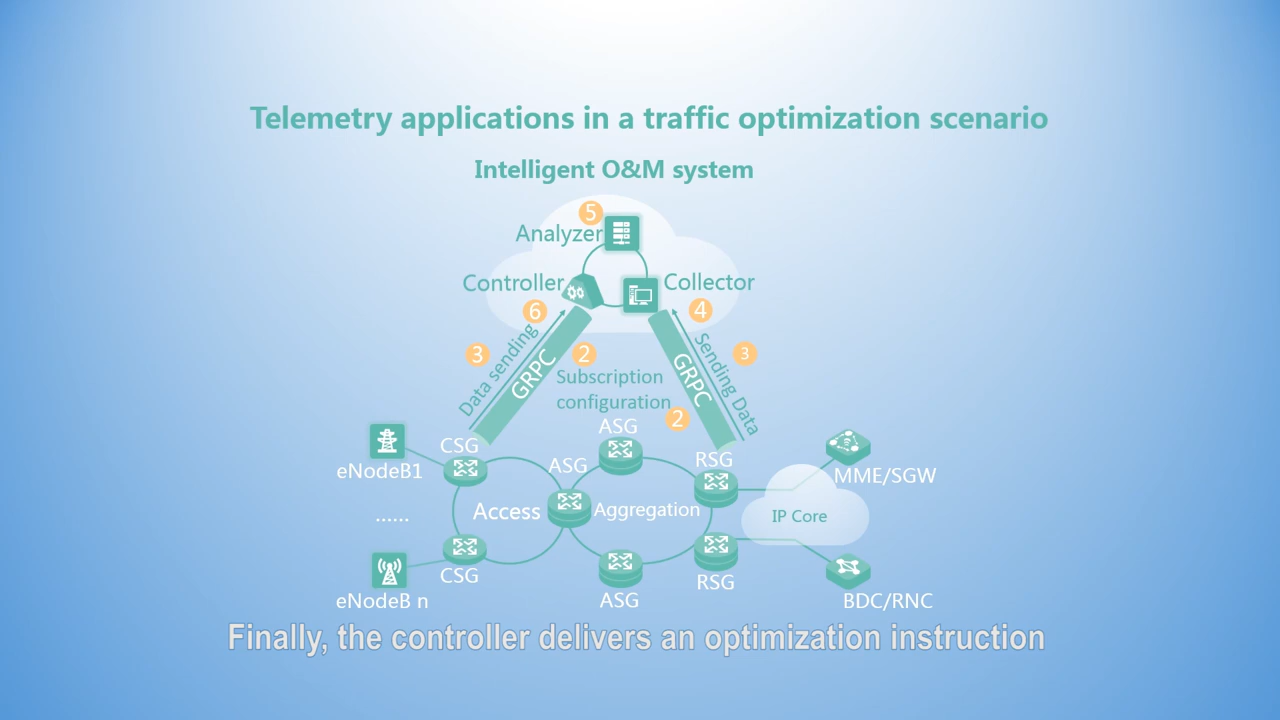 Telemetry applications in a traffic optimization scenario
Intelligent O&M system
5
Analyzer
Controller
Collector
6
4
3
Data sending
GRPC
2
Subscription
configuration
2
GRPC
Sending Data
3
eNodeB1
CSG
ASG
ASG
RSG
MME/SGW
......
Access
Aggregation
IP Core
eNodeB n
CSG
ASG
RSG
BDC/RNC
Finally, the controller delivers an optimization instruction